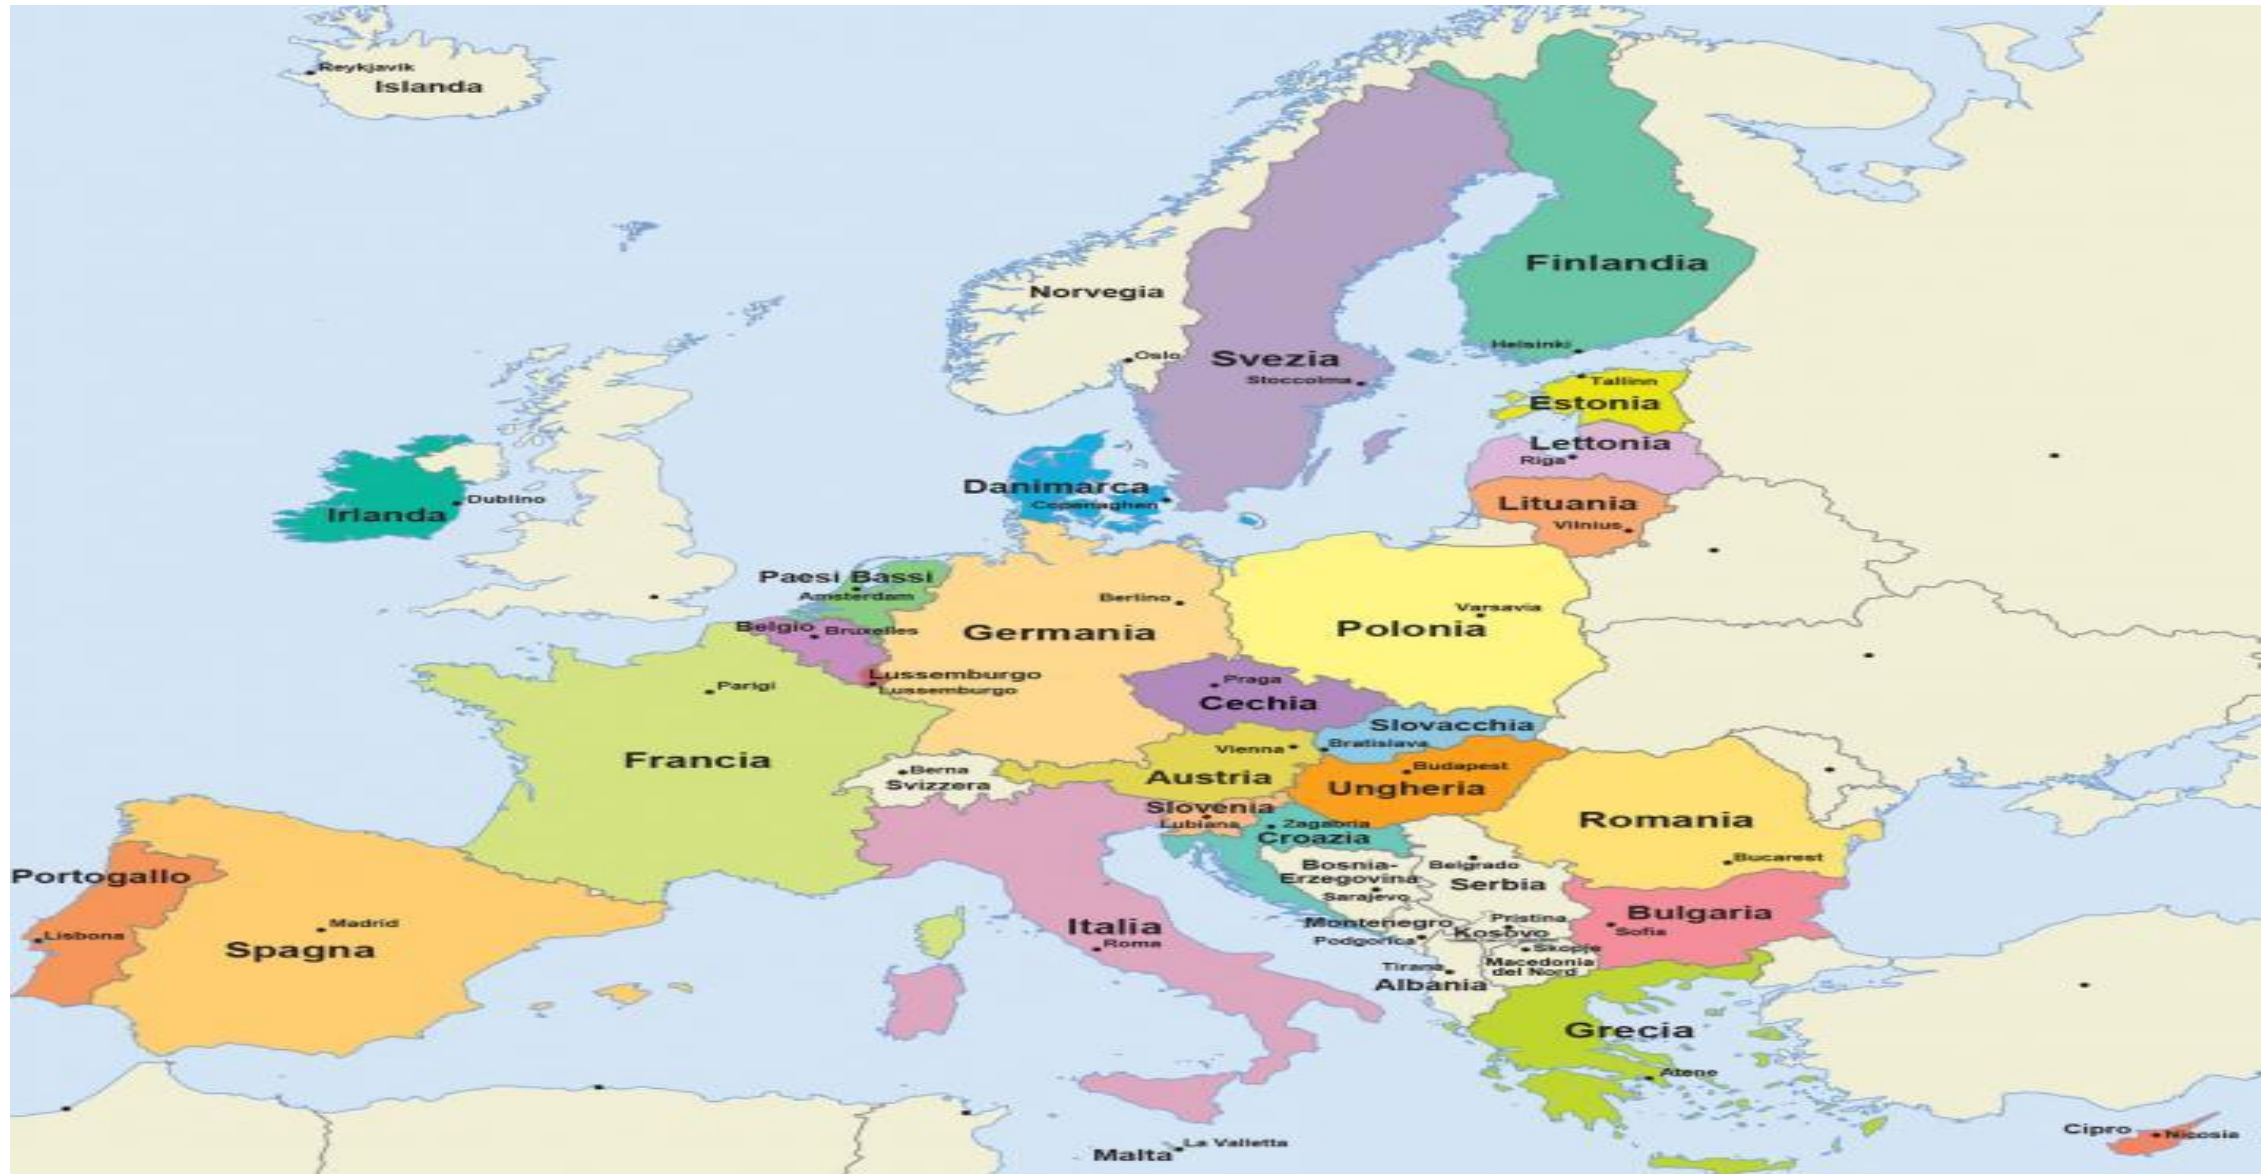 Reykjavik
Islanda
Finlandia
Norvegia
Helsinki
Oslo
Svezia
Stoccolma
Tallinn
Estonia
Lettonia
Riga
Danimarca
Copenaghen
Lituania
Vilnius
Dublino
Irlanda
Paesi Bassi
Amsterdam
Berlino
Varsavia
Belgio
Bruxelles
Germania
Polonia
Lussemburgo
Lussemburgo
Parigi
Praga
Cechia
Slovacchia
Bratislava
Vienna
Francia
Berna
Svizzera
Austria
Budapest
Ungheria
Slovenia
Lubiana
Zagabria
Croazia
Romania
Bucarest
Bosnia-
Erzegovina
Sarajevo
Belgrado
Serbia
Portogallo
Lisbona
Madrid
Spagna
Italia
Roma
Montenegro
Podgorica
Pristina
Kosovo
Bulgaria
Sofia
Skopje
Macedonia
del Nord
Tirana
Albania
Grecia
Atene
La Valletta
Malta
Cipro
Nicosia